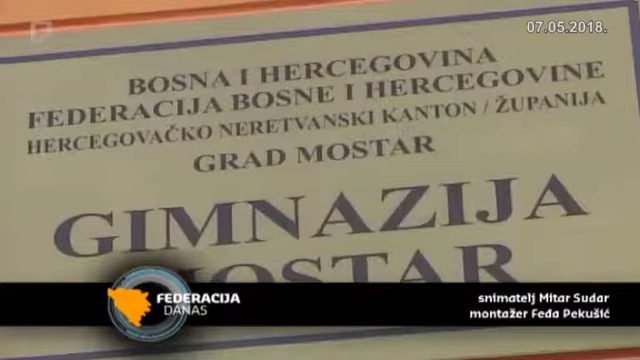 07.05.2018.
BOSNA I HERCEGOVINA
FEDERACIJA BOSNE I HERCEGOVINE
HERCEGOVAČKO NERETVANSKI KANTON / ŽUPANIJA
GRAD MOSTAR
GIMNAZIJA
MOSTAR
FEDERACIJA
DANAS
snimatelj Mitar Sudar
montažer Feđa Pekušić